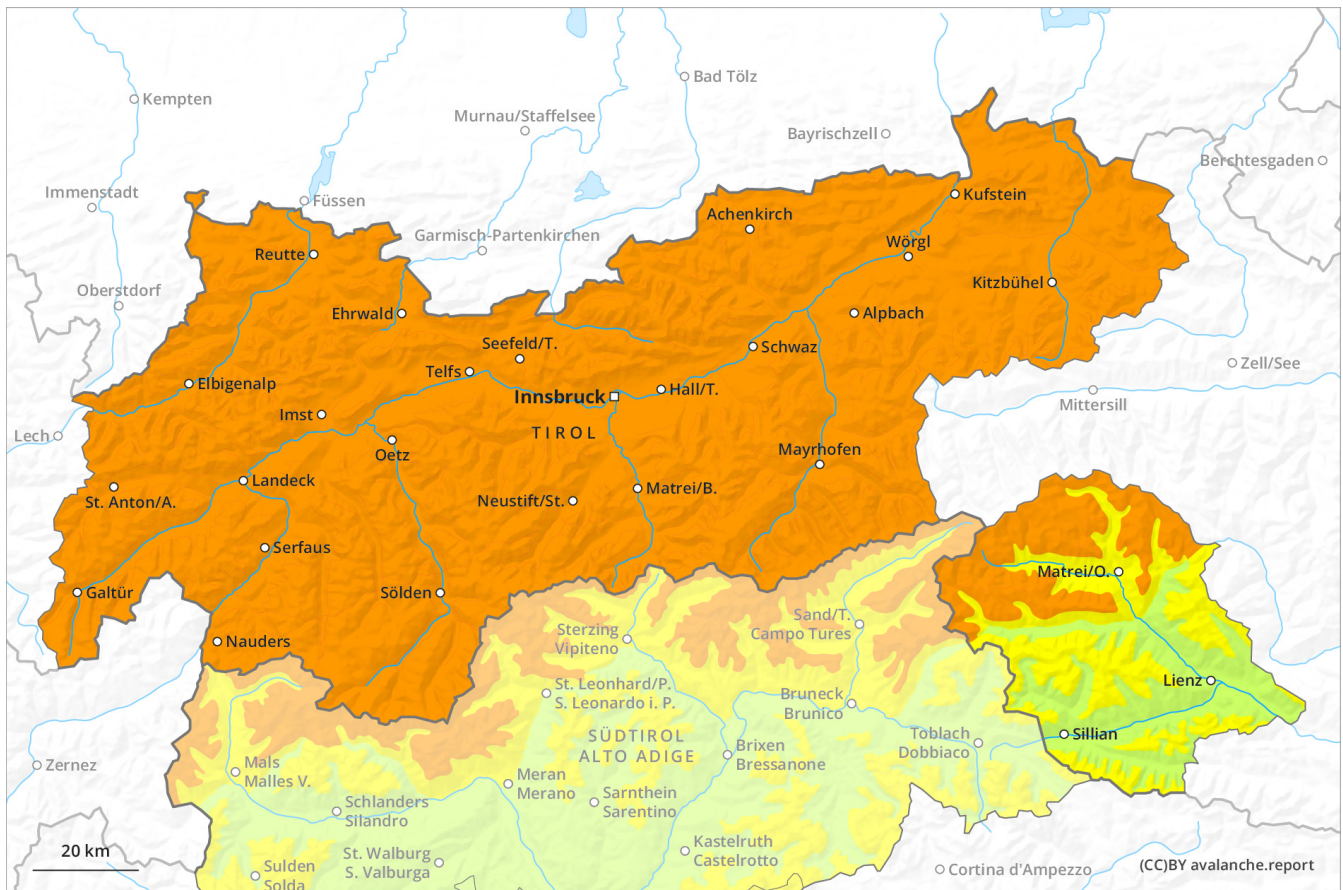 Bad Tölz
Kempten
Murnau/Staffelsee
Bayrischzell
Berchtesgaden
Immenstadt
Füssen
Kufstein
Achenkirch
Garmisch-Partenkirchen
Wörgl
Reutte
Kitzbühel
Oberstdorf
Ehrwald
Alpbach
Seefeld/T.
Schwaz
Telfs
Zell/See
Elbigenalp
Hall/T.
Innsbruck
Mittersill
Imst
TIROL
Lech
Oetz
Mayrhofen
Landeck
Matrei/B.
St. Anton/A.
Neustift/St.
Serfaus
Matrei/O.
Galtür
Sölden
Sand/T.
Campo Tures
Sterzing
Vipiteno
Nauders
Lienz
St. Leonhard/P.
S. Leonardo i. P.
Bruneck
Brunico
Sillian
Toblach
Dobbiaco
SÜDTIROL
ALTO ADIGE
Brixen
Bressanone
Zernez
Mals
Malles V.
Meran
Merano
Sarnthein
Sarentino
Schlanders
Silandro
Kastelruth
Castelrotto
20 km
St. Walburg
S. Valburga
Sulden
Solda
Cortina d'Ampezzo
(CC)BY avalanche.report